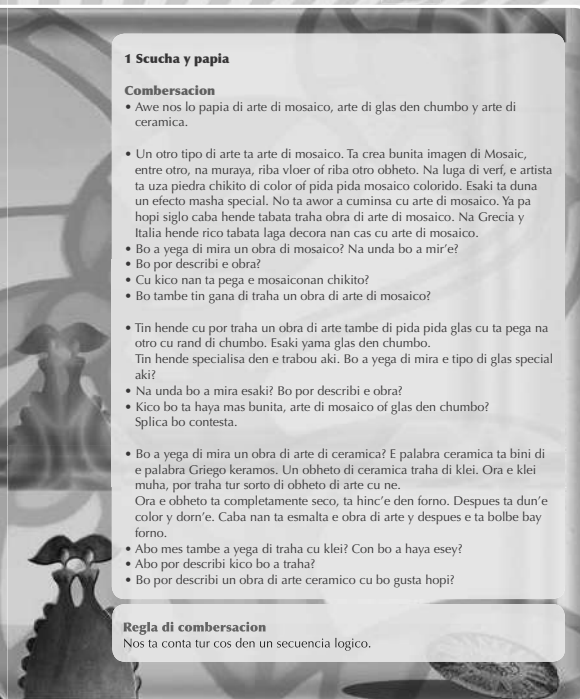 1 Scucha y papia
Combersacion
• Awe nos lo papia di arte di mosaico, arte di glas den chumbo y arte di
ceramica.
• Un otro tipo di arte ta arte di mosaico. Ta crea bunita imagen di Mosaic,
entre otro, na muraya, riba vloer of riba otro obheto. Na luga di verf, e artista
ta uza piedra chikito di color of pida pida mosaico colorido. Esaki ta duna
un efecto masha special. No ta awor a cuminsa cu arte di mosaico. Ya pa
hopi siglo caba hende tabata traha obra di arte di mosaico. Na Grecia y
Italia hende rico tabata laga decora nan cas cu arte di mosaico.
• Bo a yega di mira un obra di mosaico? Na unda bo a mir'e?
• Bo por describi e obra?
• Cu kico nan ta pega e mosaiconan chikito?
• Bo tambe tin gana di traha un obra di arte di mosaico?
• Tin hende cu por traha un obra di arte tambe di pida pida glas cu ta pega na
otro cu rand di chumbo. Esaki yama glas den chumbo.
Tin hende specialisa den e trabou aki. Bo a yega di mira e tipo di glas special
aki?
• Na unda bo a mira esaki? Bo por describi e obra?
• Kico bo ta haya mas bunita, arte di mosaico of glas den chumbo?
Splica bo contesta.
• Bo a yega di mira un obra di arte di ceramica? E palabra ceramica ta bini di
e palabra Griego keramos. Un obheto di ceramica traha di klei. Ora e klei
muha, por traha tur sorto di obheto di arte cu ne.
Ora e obheto ta completamente seco, ta hinc'e den forno. Despues ta dun'e
color y dorn'e. Caba nan ta esmalta e obra di arte y despues e ta bolbe bay
forno.
• Abo mes tambe a yega di traha cu klei? Con bo a haya esey?
• Abo por describi kico bo a traha?
• Bo por describi un obra di arte ceramico cu bo gusta hopi?
Regla di combersacion
Nos ta conta tur cos den un secuencia logico.